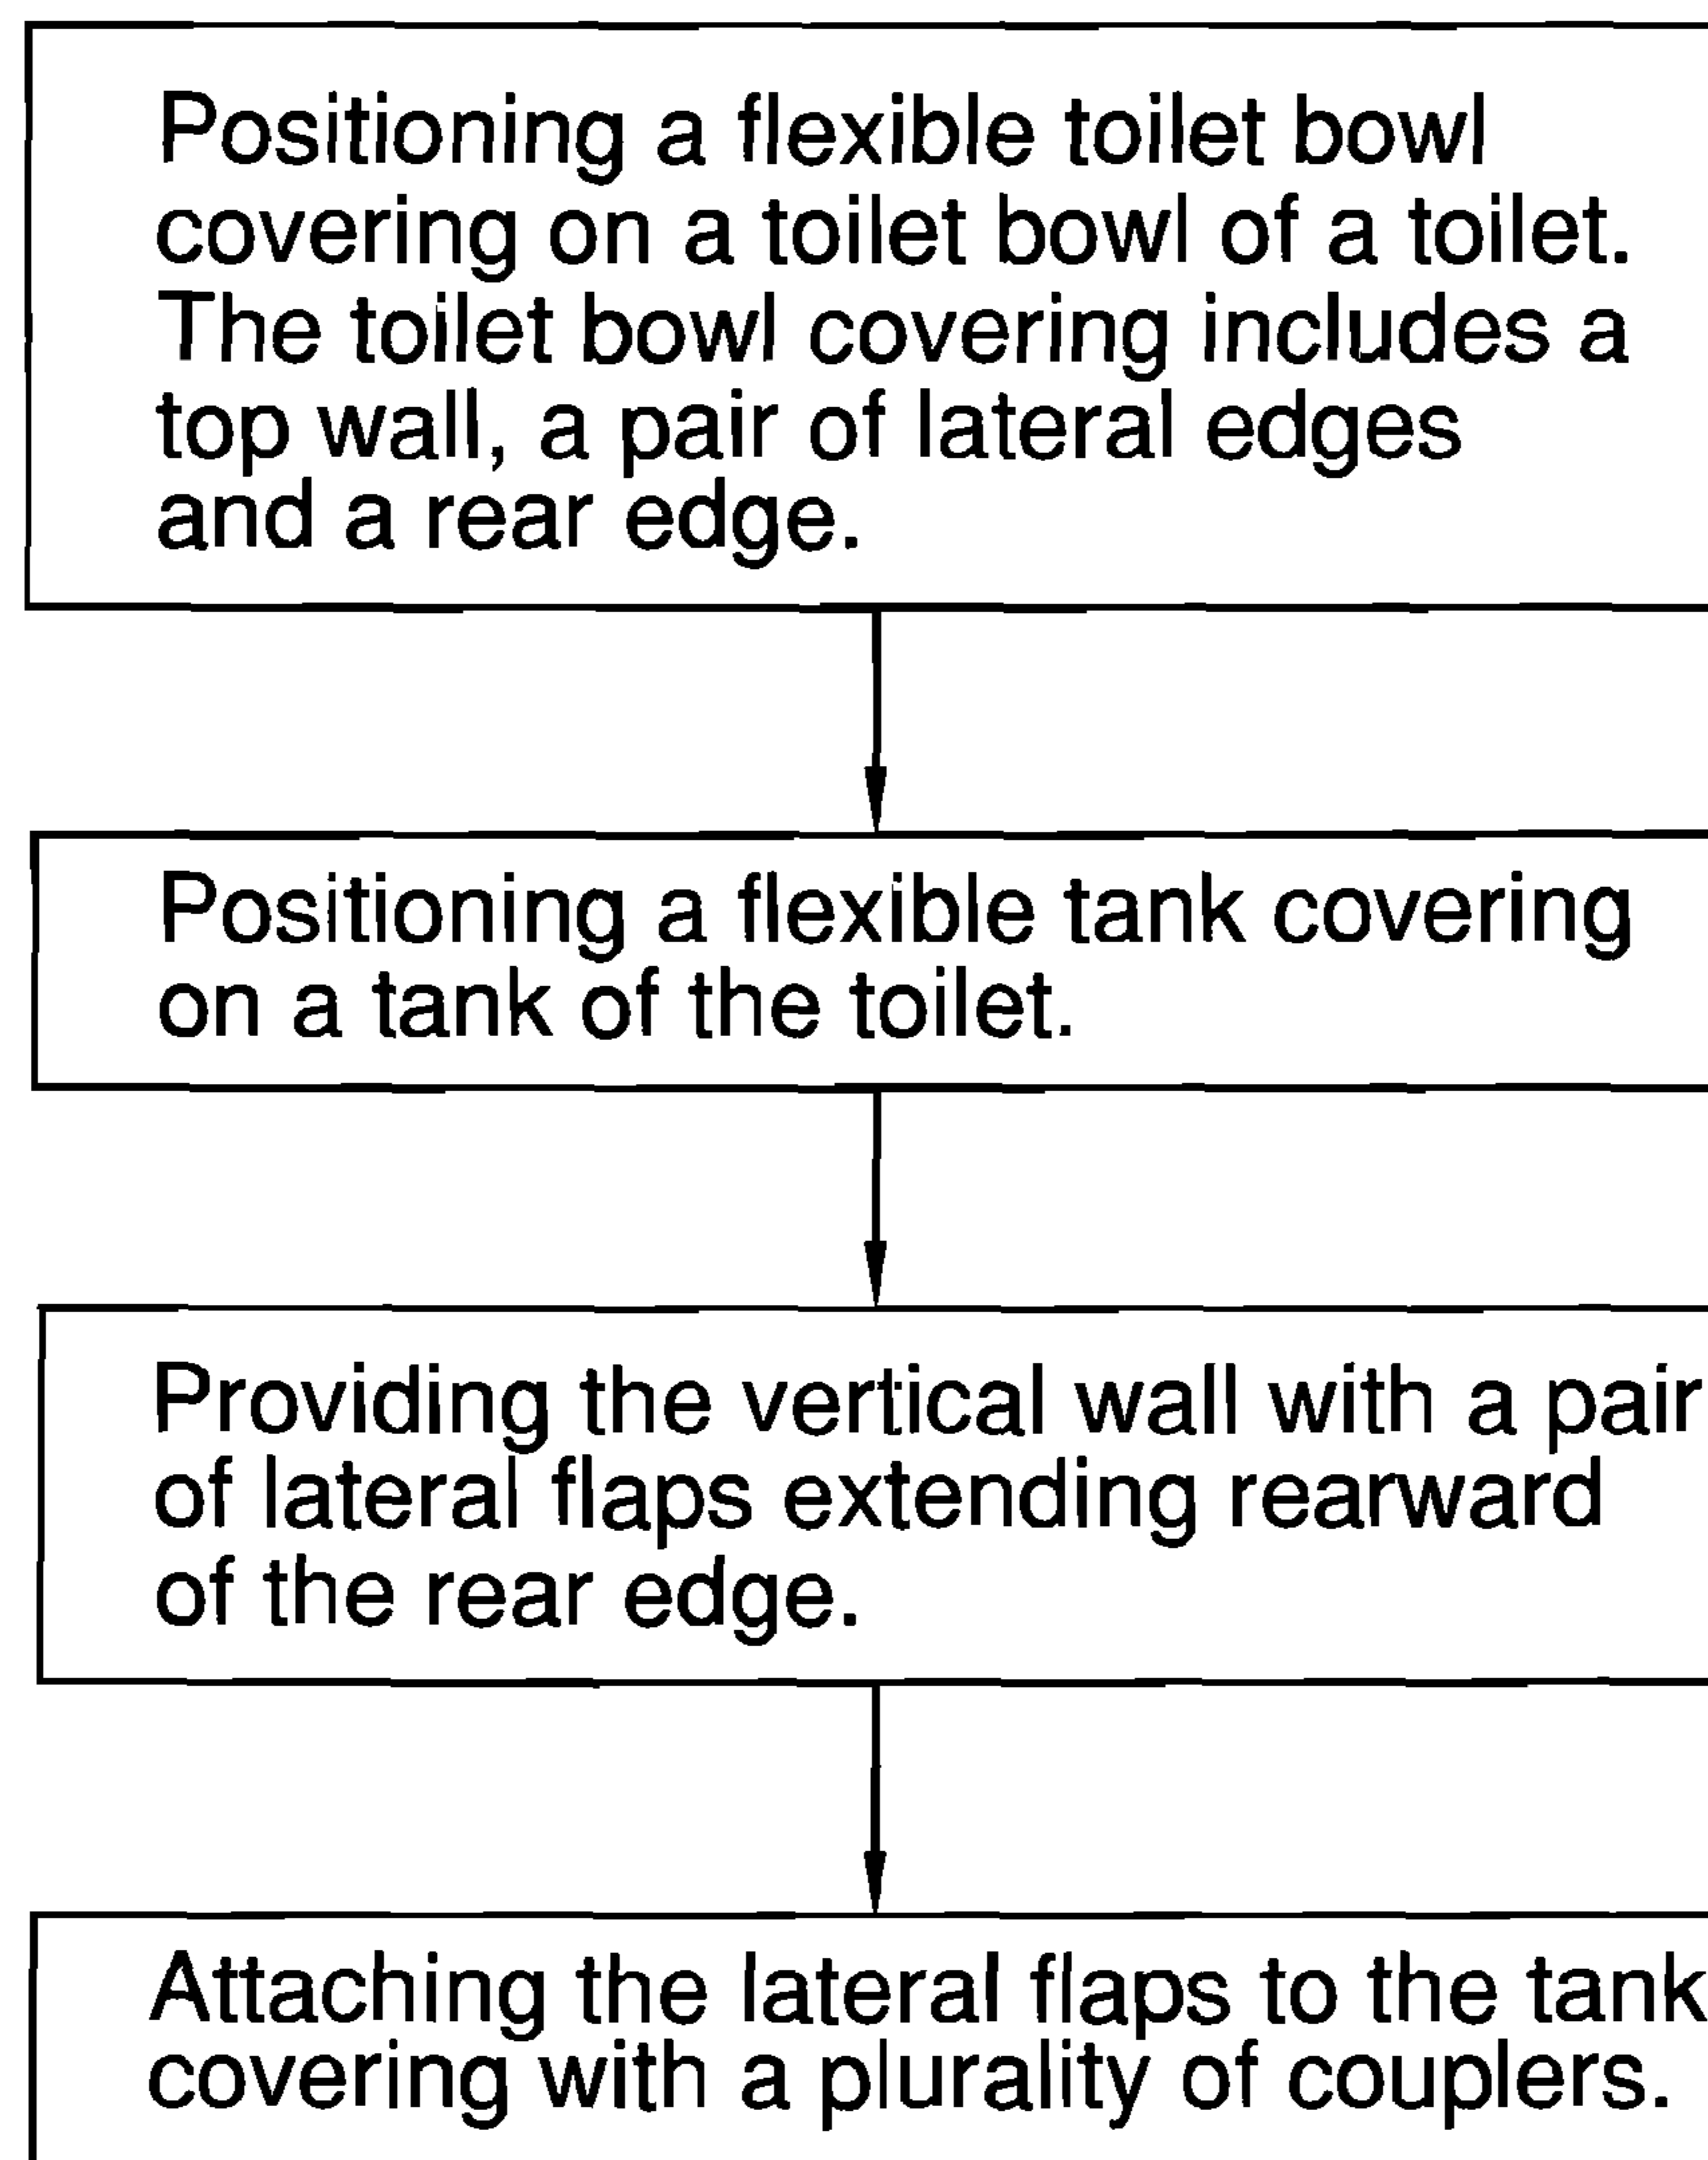 Positioning a flexible toilet bowl
covering on a toilet bowl of a toilet.
The toilet bowl covering includes a
top wall, a pair of lateral edges
and a rear edge.
Positioning a flexible tank covering
on a tank of the toilet.
Providing the vertical wall with a pair
of lateral flaps extending rearward
of the rear edge.
Attaching the lateral flaps to the tank
covering with a plurality of couplers.